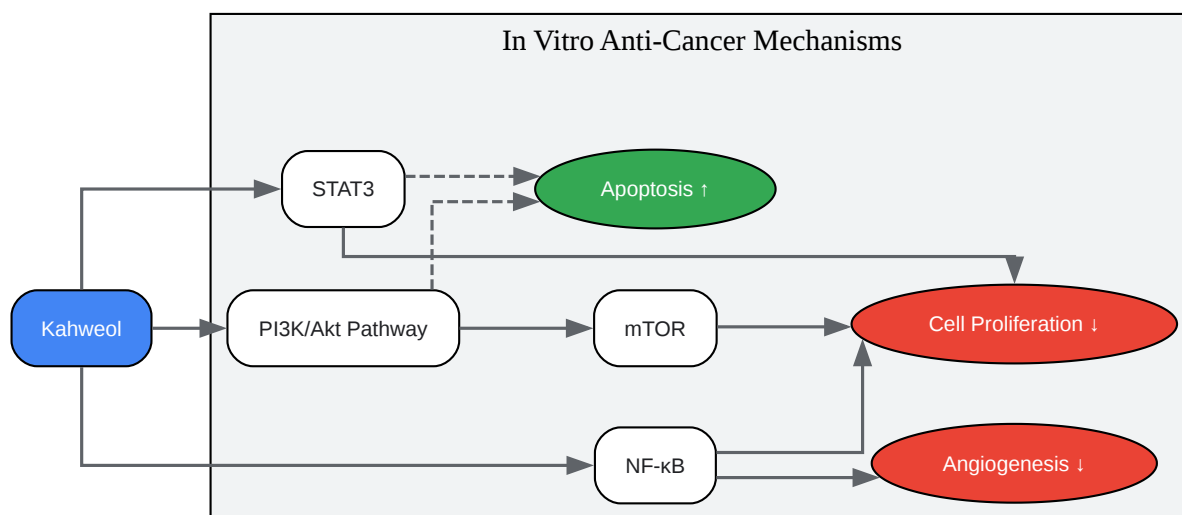 In Vitro Anti-Cancer Mechanisms
STAT3
Apoptosis ↑
Kahweol
PI3K/Akt Pathway
mTOR
Cell Proliferation ↓
NF-κB
Angiogenesis ↓